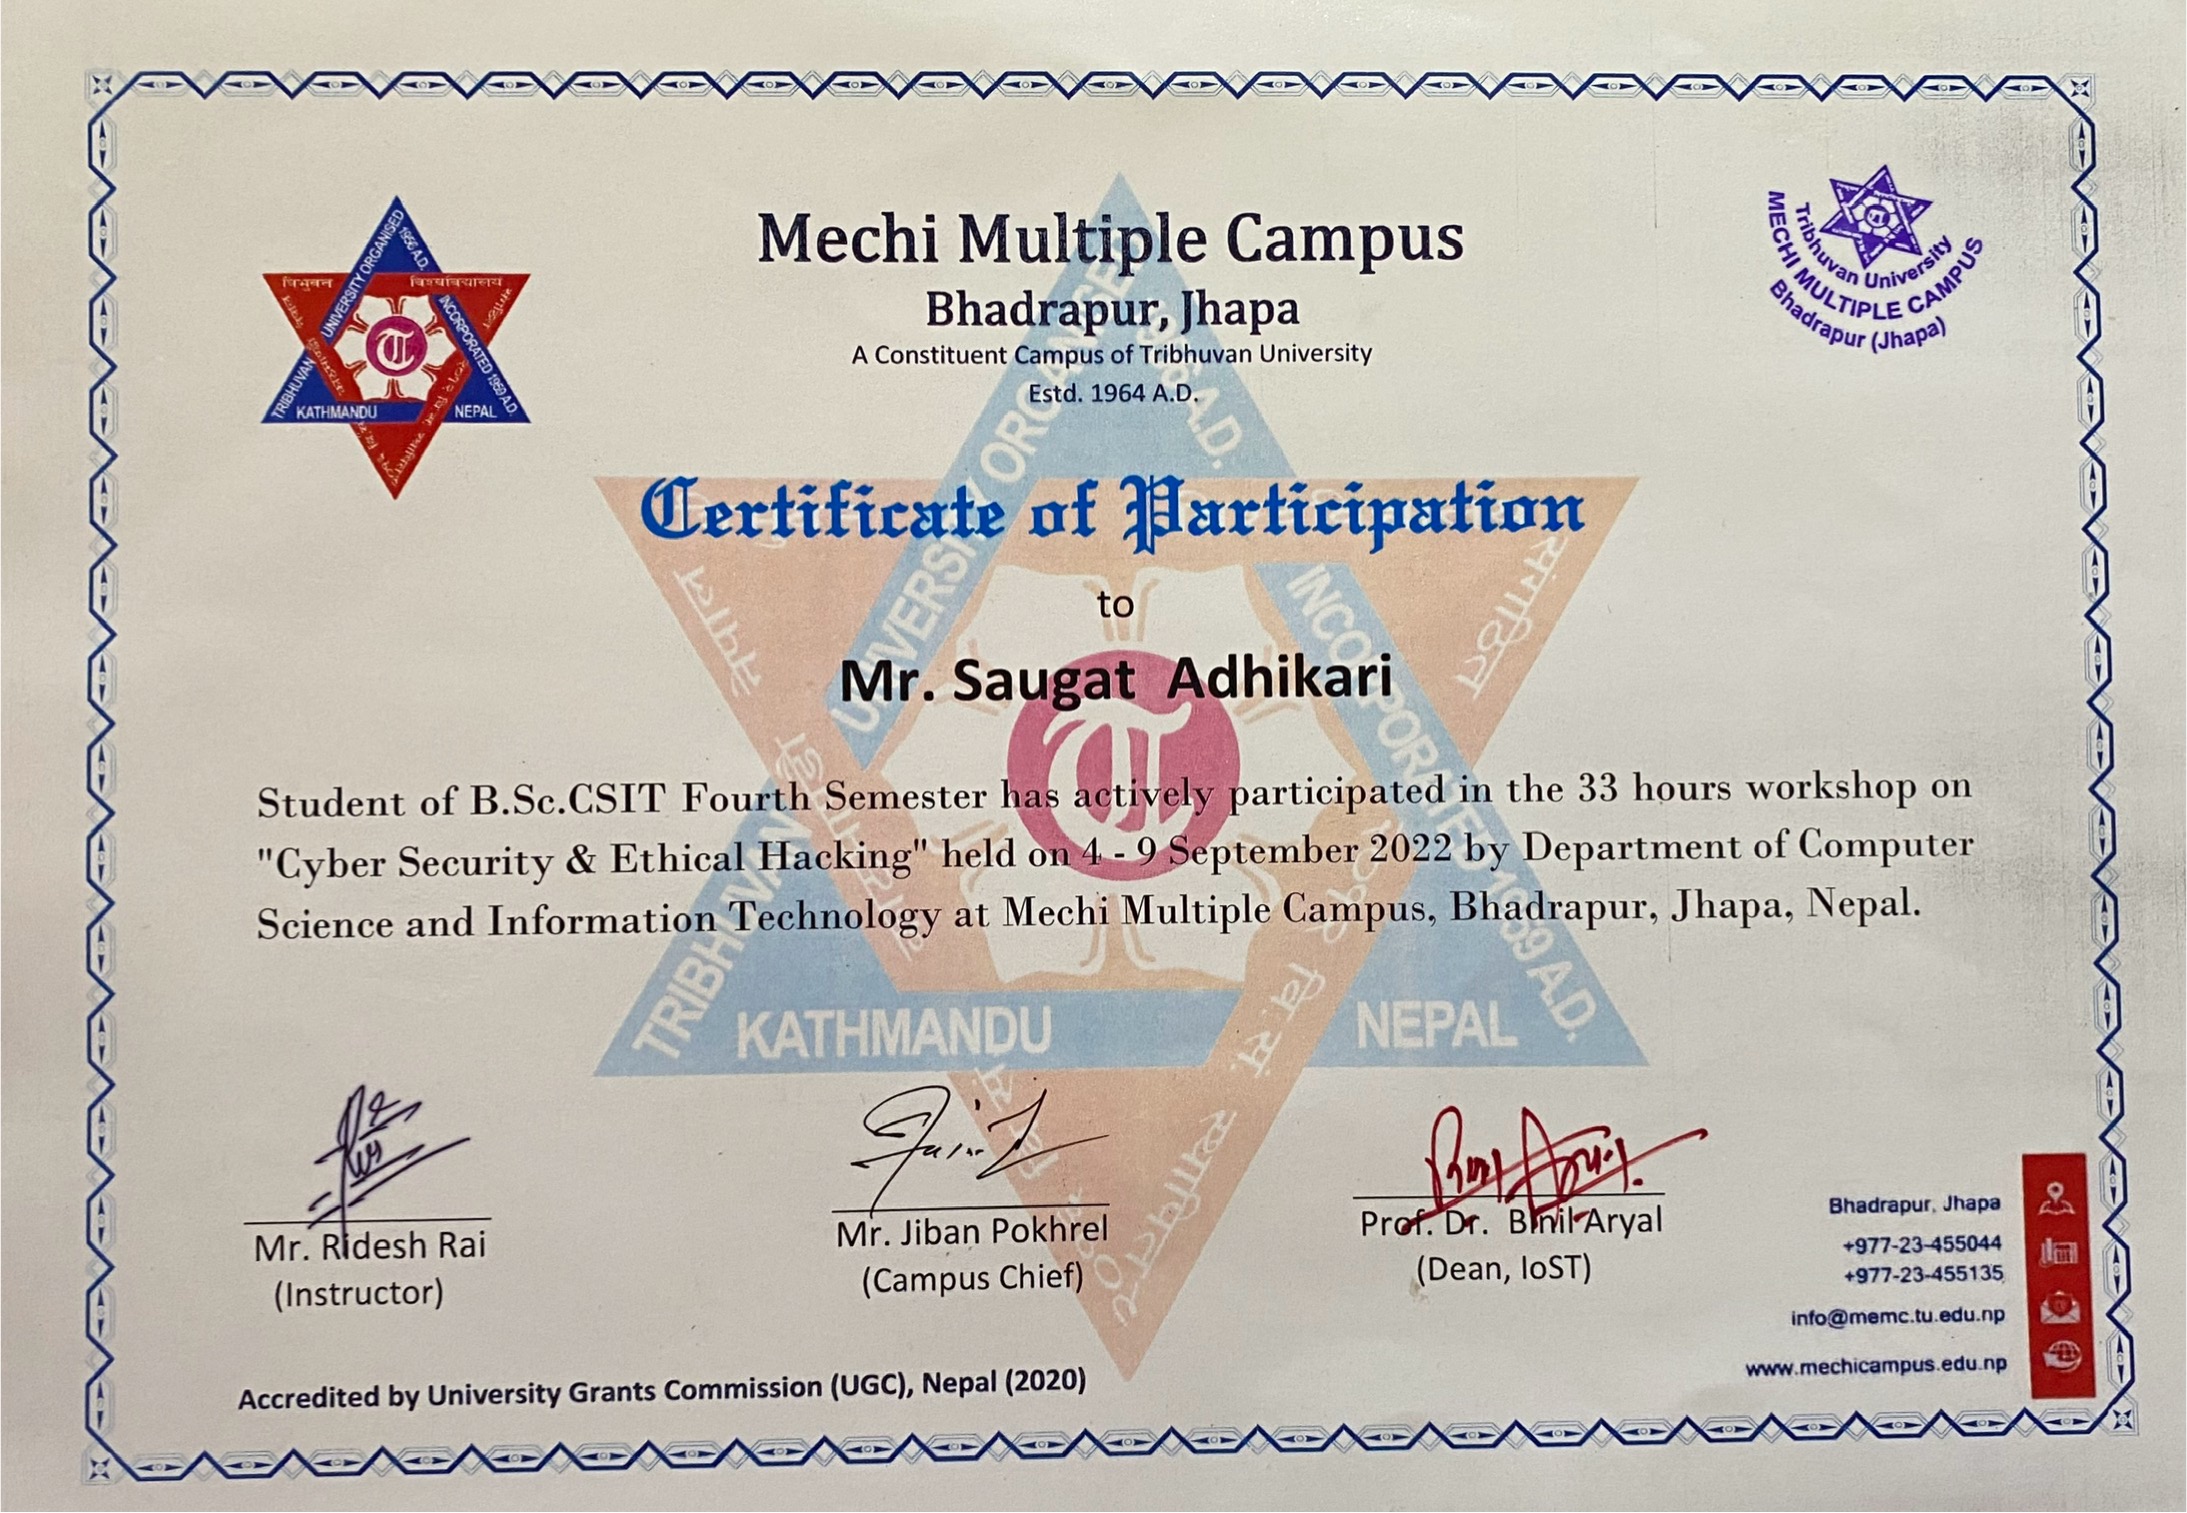 Mechi Multiple Campus
Bhadrapur, Jhapa
A Constituent Campus of Tribhuvan University
Estd. 1964 A.D.
त्रिभुवन विश्वविद्यालय
TRIBHUVAN UNIVERSITY ORGANISED 1956 A.D.
INCORPORATED 1959 A.D.
KATHMANDU NEPAL
Tribhuvan University
MECHI MULTIPLE CAMPUS
Bhadrapur (Jhapa)
Certificate of Participation
to
Mr. Saugat Adhikari
Student of B.Sc.CSIT Fourth Semester has actively participated in the 33 hours workshop on
"Cyber Security & Ethical Hacking" held on 4 - 9 September 2022 by Department of Computer
Science and Information Technology at Mechi Multiple Campus, Bhadrapur, Jhapa, Nepal.
TRIBHUVAN UNIVERSITY
INCORPORATED 1959 A.D.
KATHMANDU NEPAL
Mr. Ridesh Rai
(Instructor)
Mr. Jiban Pokhrel
(Campus Chief)
Prof. Dr. Binil Aryal
(Dean, IoST)
Bhadrapur, Jhapa
+977-23-455044
+977-23-455135
info@memc.tu.edu.np
www.mechicampus.edu.np
Accredited by University Grants Commission (UGC), Nepal (2020)